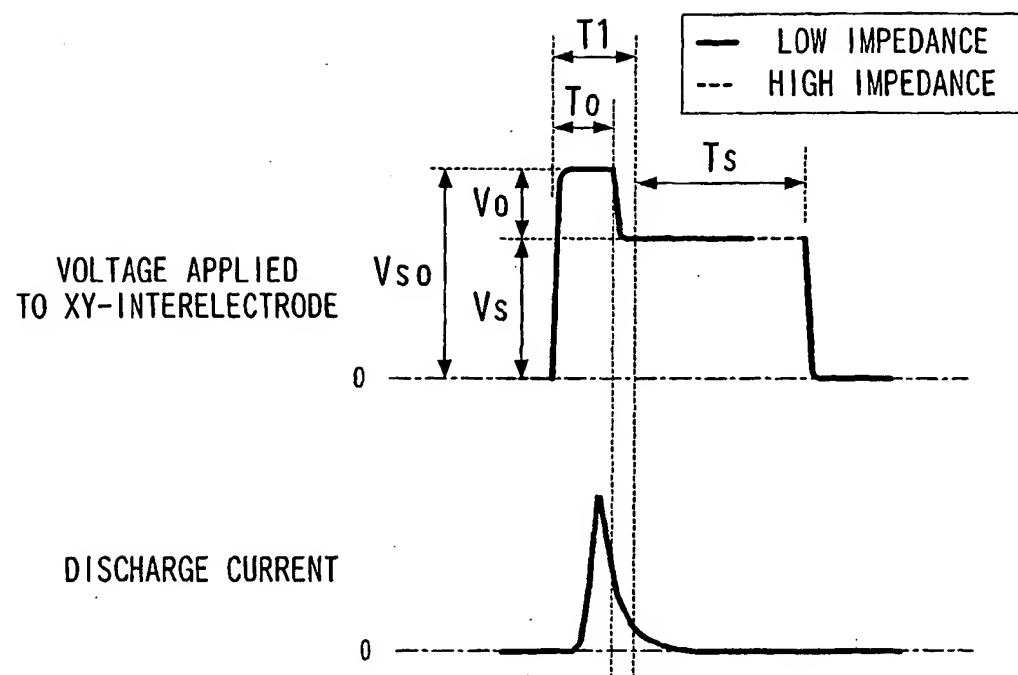 T1
LOW IMPEDANCE
HIGH IMPEDANCE
To
Ts
Vo
Vso
Vs
VOLTAGE APPLIED
TO XY-INTERELECTRODE
0
DISCHARGE CURRENT
0